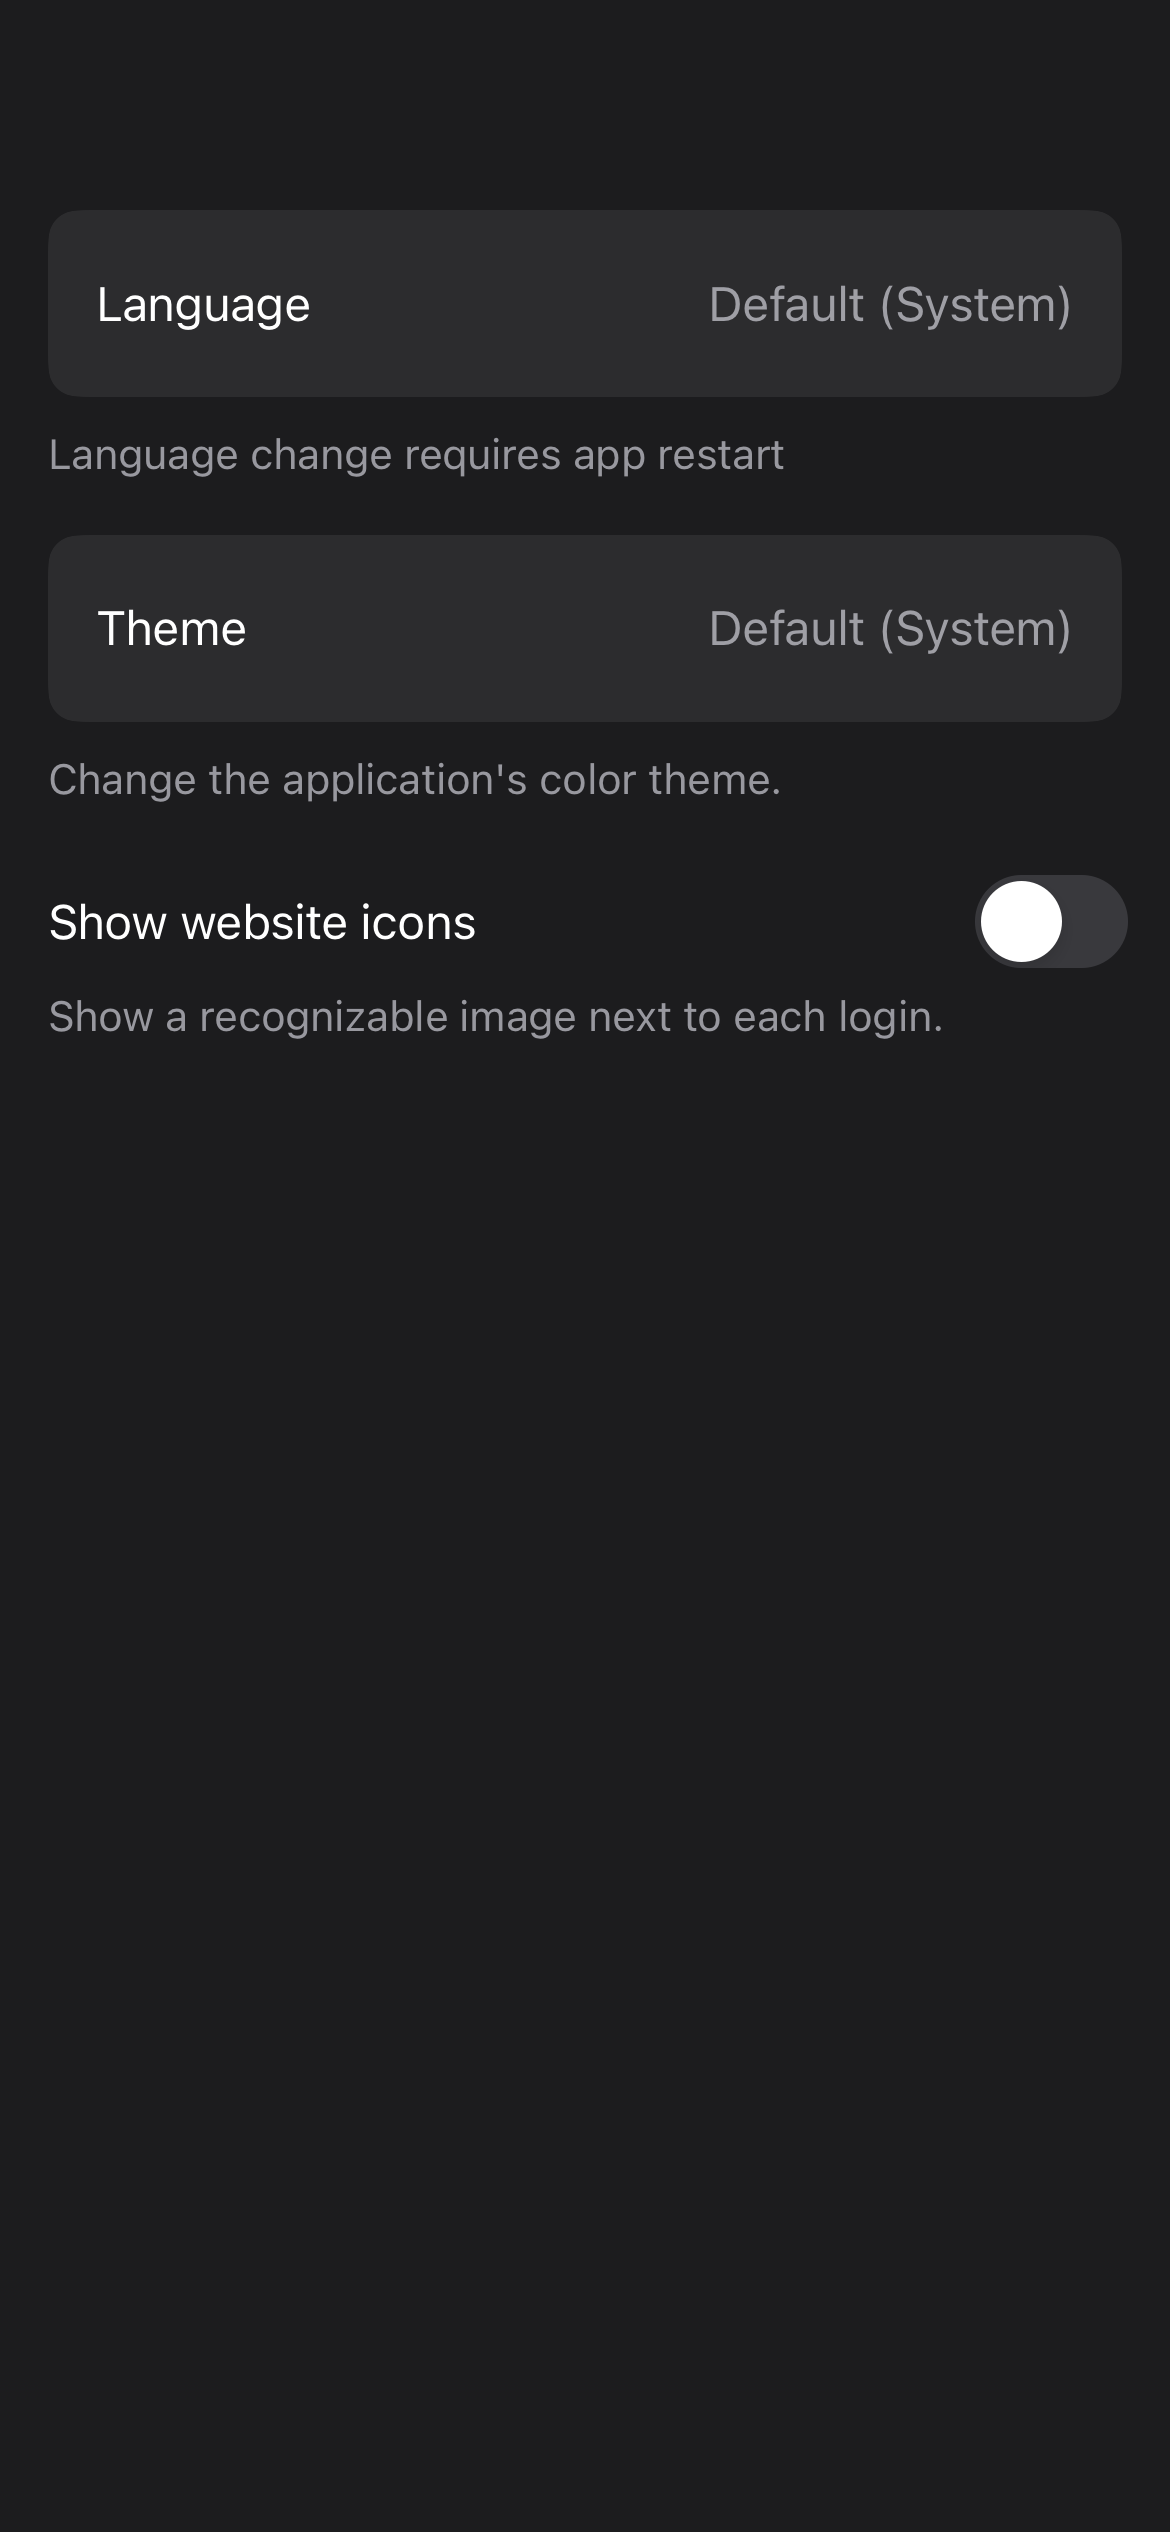 Language Default (System)
Language change requires app restart
Theme Default (System)
Change the application's color theme.
Show website icons
Show a recognizable image next to each login.